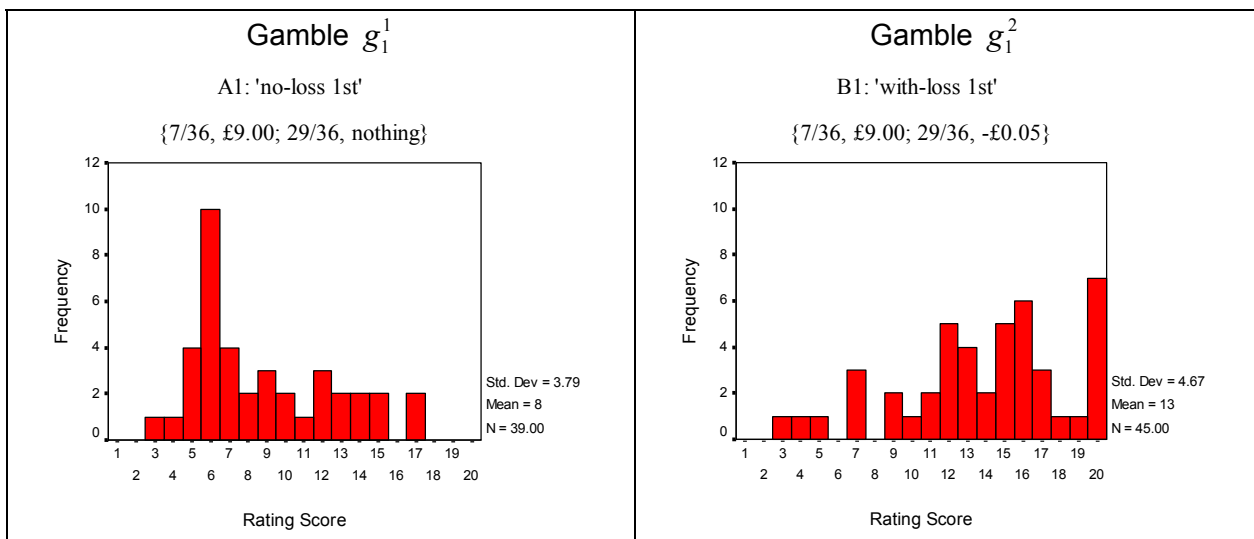 Gamble g₁¹
A1: 'no-loss 1st'
{7/36, £9.00; 29/36, nothing}
12
10
8
6
4
2
0
Frequency
1 3 5 7 9 11 13 15 17 19
2 4 6 8 10 12 14 16 18 20
Rating Score
Std. Dev = 3.79
Mean = 8
N = 39.00
Gamble g₁²
B1: 'with-loss 1st'
{7/36, £9.00; 29/36, -£0.05}
12
10
8
6
4
2
0
Frequency
1 3 5 7 9 11 13 15 17 19
2 4 6 8 10 12 14 16 18 20
Rating Score
Std. Dev = 4.67
Mean = 13
N = 45.00